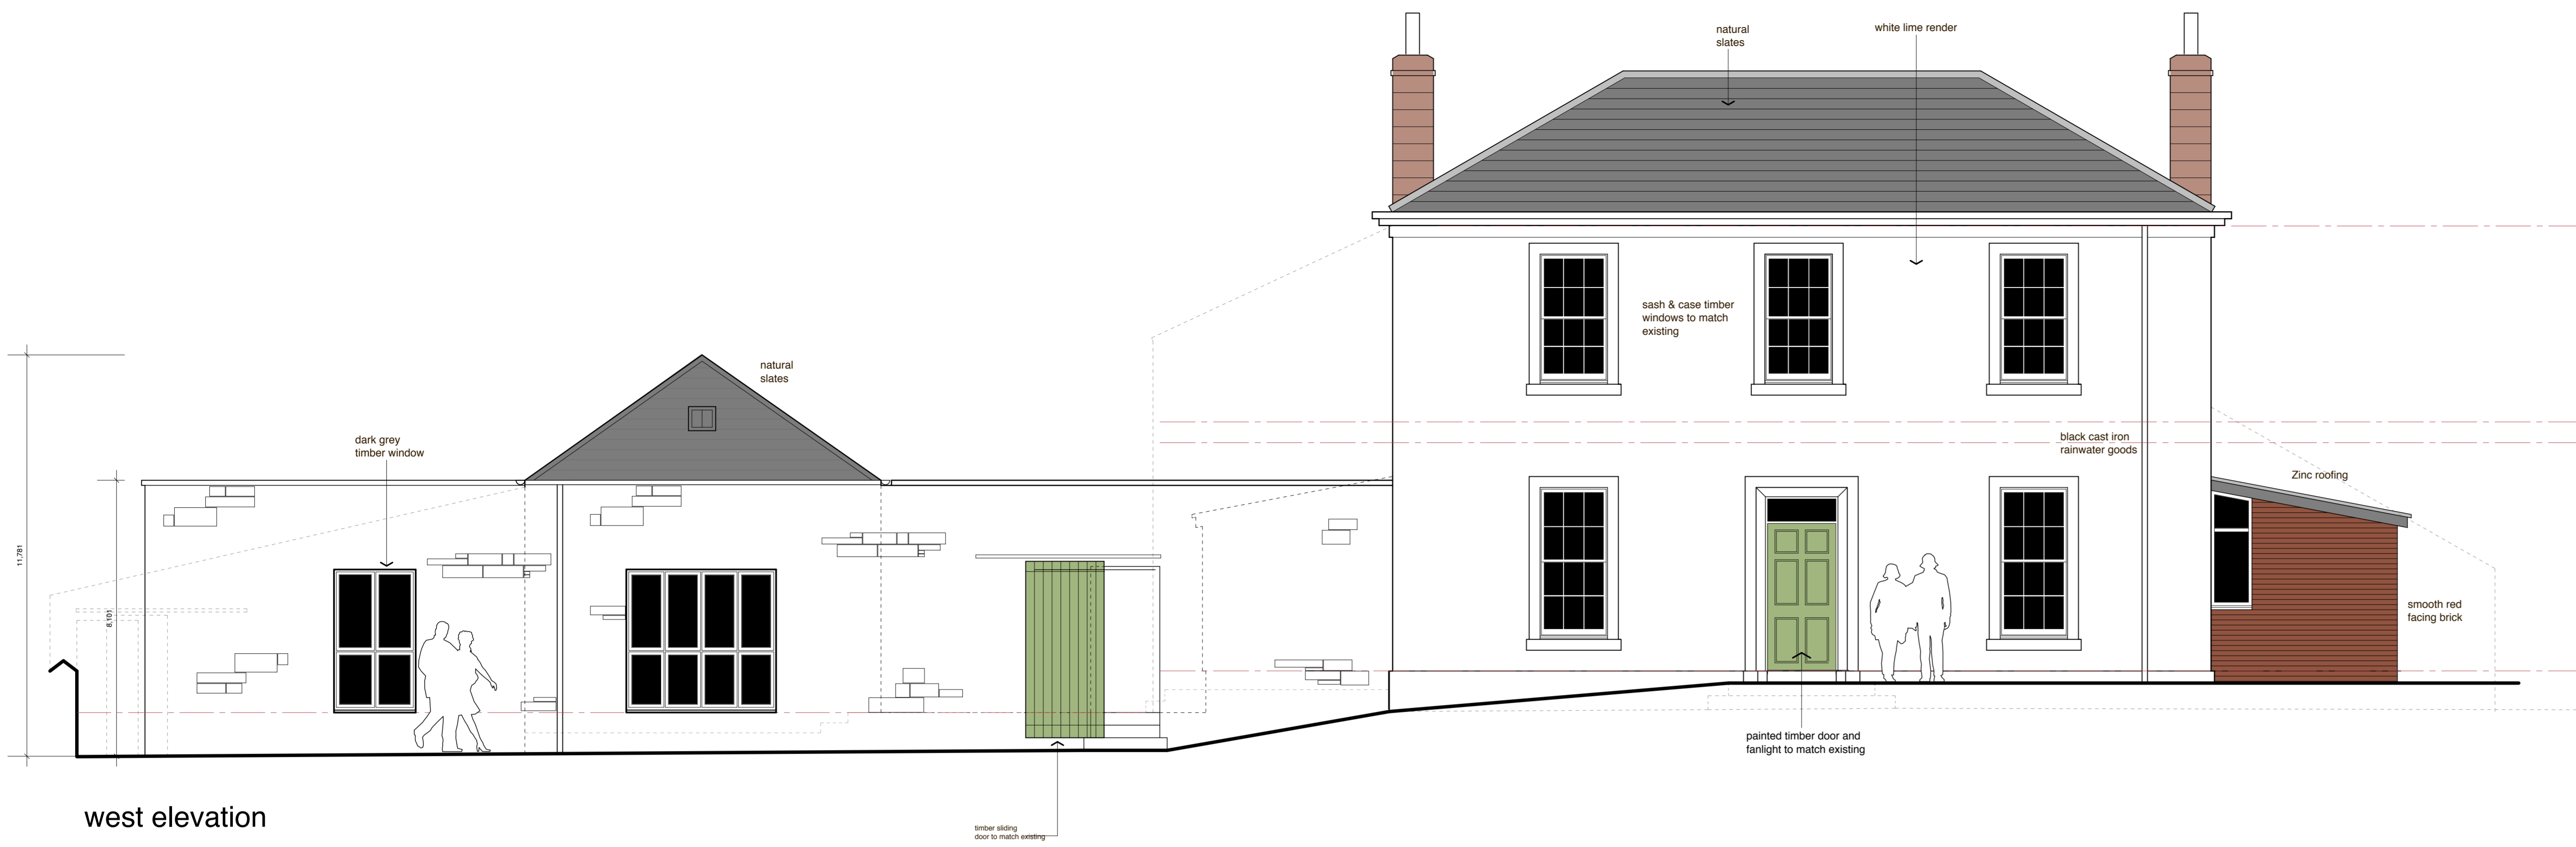 natural
slates
white lime render
sash & case timber
windows to match
existing
natural
slates
dark grey
timber window
black cast iron
rainwater goods
Zinc roofing
11,781
8,101
smooth red
facing brick
painted timber door and
fanlight to match existing
west elevation
timber sliding
door to match existing